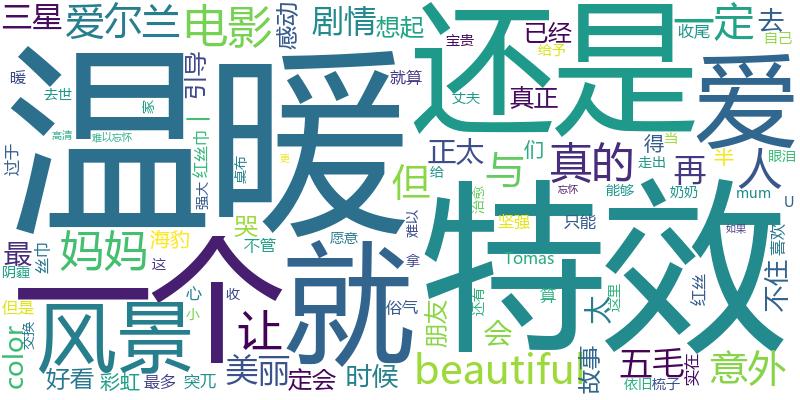 三星
爱尔兰
电影
感动
剧情
想起
已经
一定
去
收尾
自己
宝贵
给予
暖
去世
引导
就算
还是
丈夫
真正
爱
家
高清
难以忘怀
红丝巾
一
温暖
过于
强大
桌布
但
正太
与
们
真的
得
走出
当
再
半
人
眼泪
更
给
治愈
忘怀
能够
奶奶
mum
U
最
妈妈
丝巾
阴霾
这
海豹
哭
不管
愿意
难以
坚强
只能
喜欢
如果
不住
一个
就
特效
拿
Tomas
还有
算
这里
红丝
但是
交换
小
心
收
俗气
朋友
会
太
color
风景
让
beautiful
故事
五毛
实在
意外
好看
彩虹
最多
突兀
美丽
定会
时候
依旧
梳子